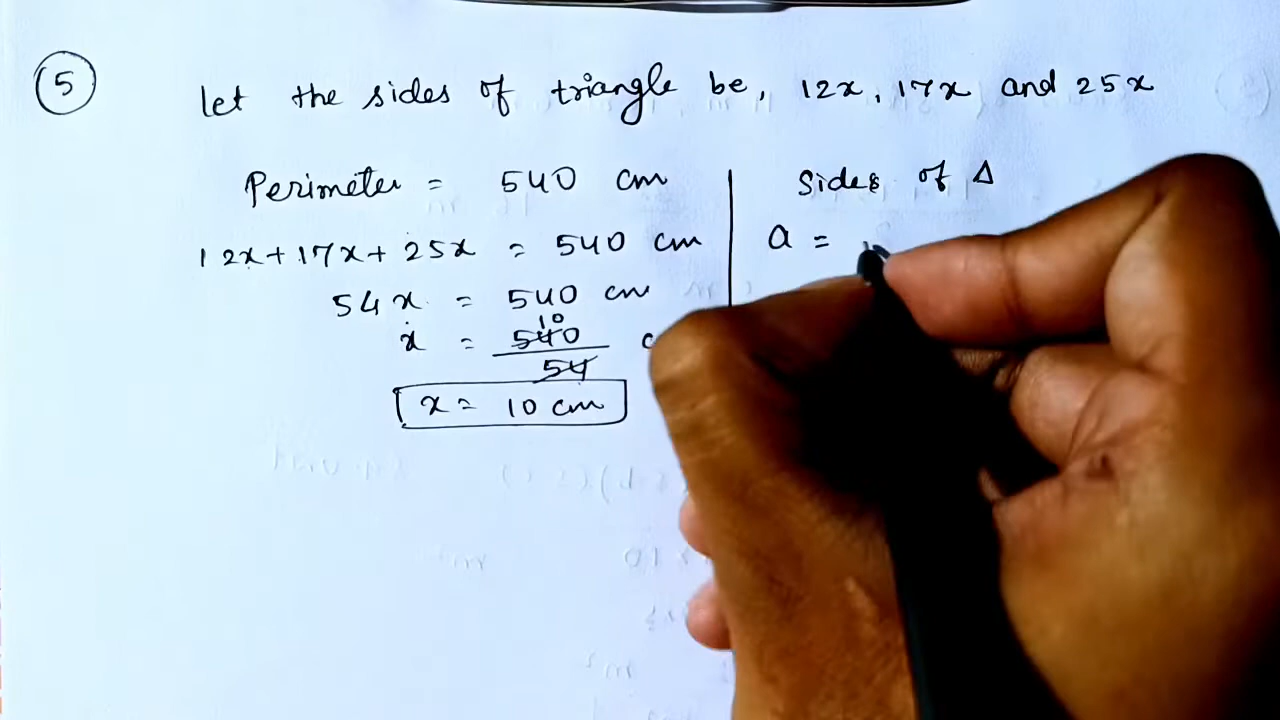 5
let the sides of triangle be, 12x, 17x and 25x
Perimeter = 540 cm
12x+17x+ 25x = 540 cm
54x = 540 cm
x = 540/54
10
x = 10 cm
Sides of Δ
a =